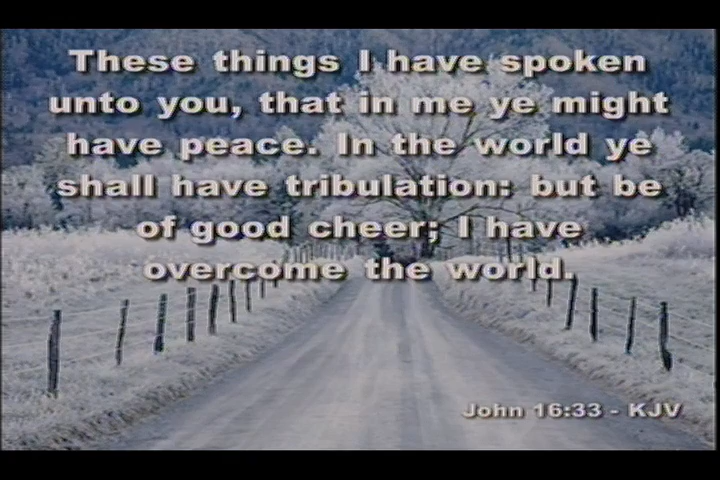 These things I have spoken
unto you, that in me ye might
have peace. In the world ye
shall have tribulation: but be
of good cheer; I have
overcome the world.
John 16:33 - KJV